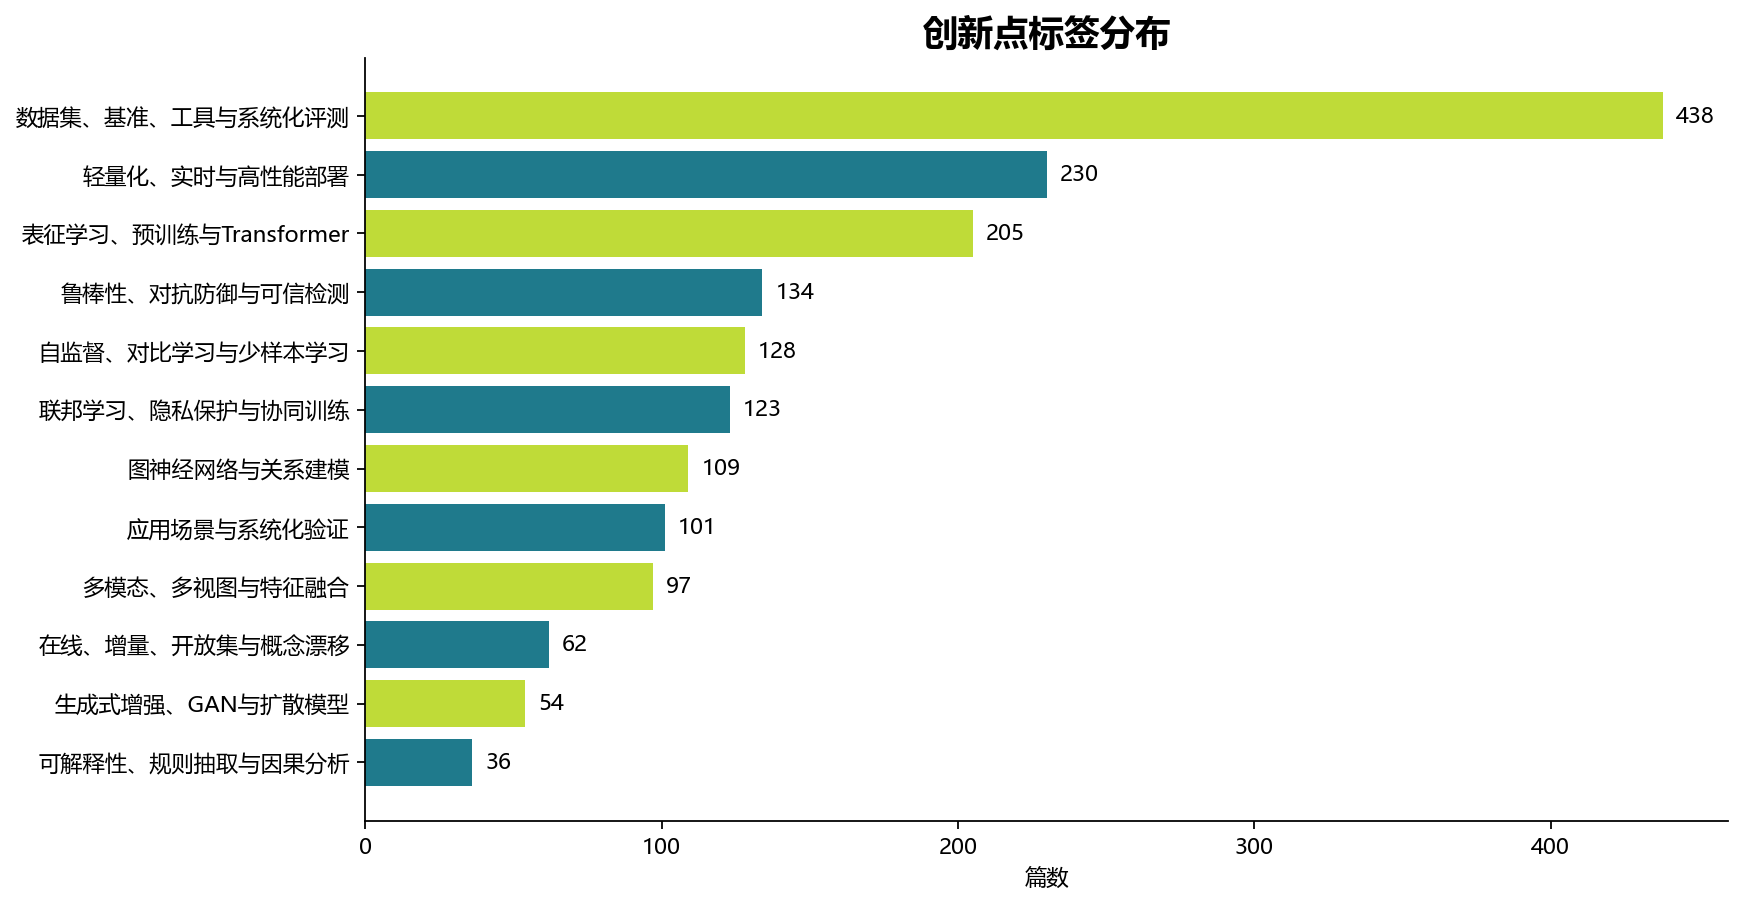 创新点标签分布
数据集、基准、工具与系统化评测
438
轻量化、实时与高性能部署
230
表征学习、预训练与Transformer
205
鲁棒性、对抗防御与可信检测
134
自监督、对比学习与少样本学习
128
联邦学习、隐私保护与协同训练
123
图神经网络与关系建模
109
应用场景与系统化验证
101
多模态、多视图与特征融合
97
在线、增量、开放集与概念漂移
62
生成式增强、GAN与扩散模型
54
可解释性、规则抽取与因果分析
36
0 100 200 300 400
篇数